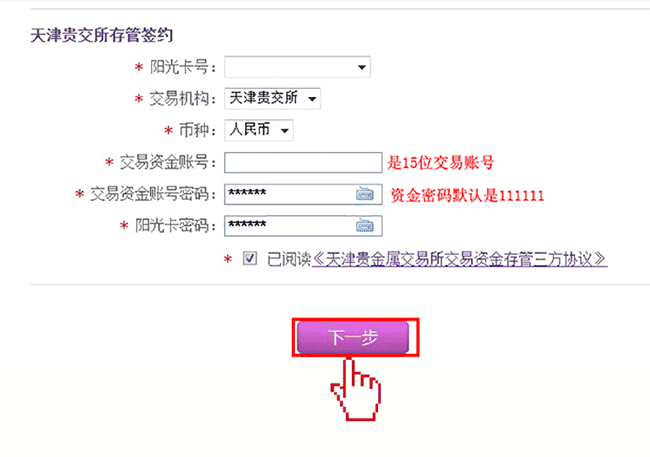 天津贵交所存管签约
* 阳光卡号：
* 交易机构： 天津贵交所
* 币种： 人民币
* 交易资金账号： 是15位交易账号
* 交易资金账号密码： ****** 资金密码默认是111111
* 阳光卡密码： ******
* 已阅读《天津贵金属交易所交易资金存管三方协议》
下一步